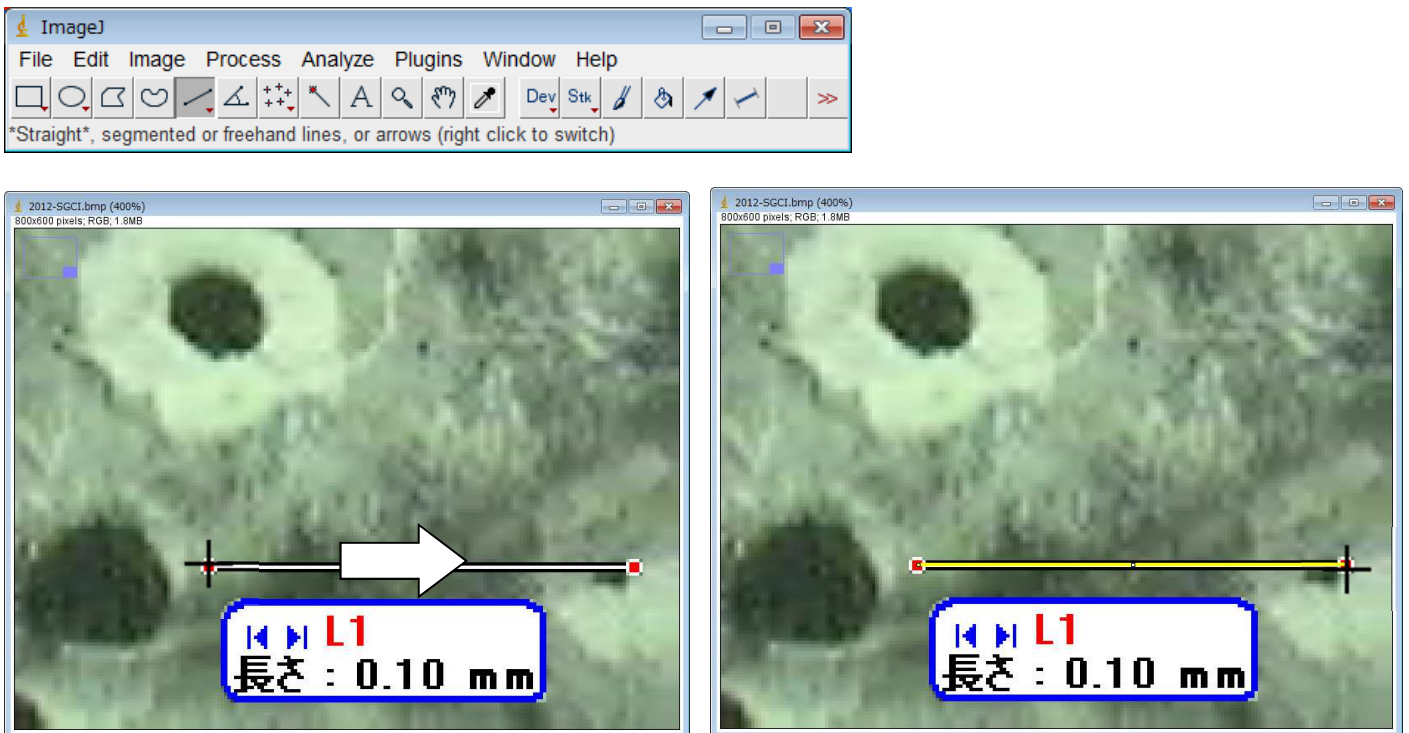 ImageJ
File Edit Image Process Analyze Plugins Window Help
A Dev Stk >>
*Straight*, segmented or freehand lines, or arrows (right click to switch)
2012-SGCI.bmp (400%)
800x600 pixels; RGB; 1.8MB
L1
長さ : 0.10 mm
2012-SGCI.bmp (400%)
800x600 pixels; RGB; 1.8MB
L1
長さ : 0.10 mm